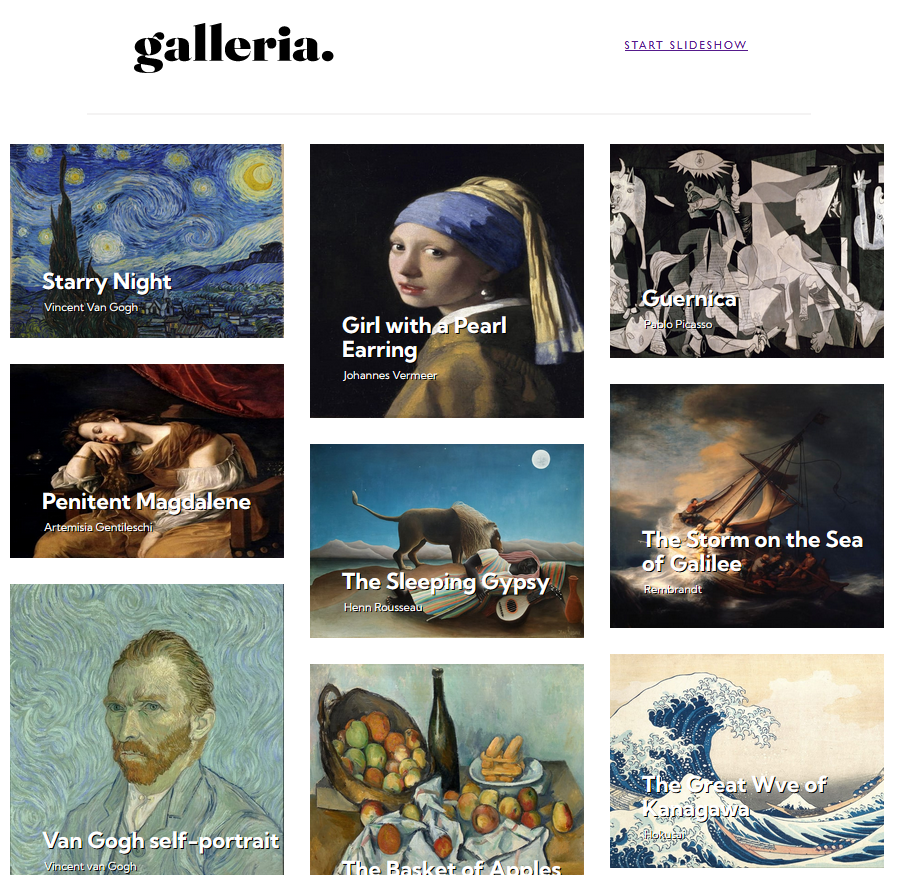 galleria.
START SLIDESHOW
Starry Night
Vincent Van Gogh
Girl with a Pearl
Earring
Johannes Vermeer
Guernica
Pablo Picasso
Penitent Magdalene
Artemisia Gentileschi
The Sleeping Gypsy
Henn Rousseau
The Storm on the Sea
of Galilee
Rembrandt
Van Gogh self-portrait
Vincent van Gogh
The Basket of Apples
The Great Wve of
Kanagawa
Hokusai